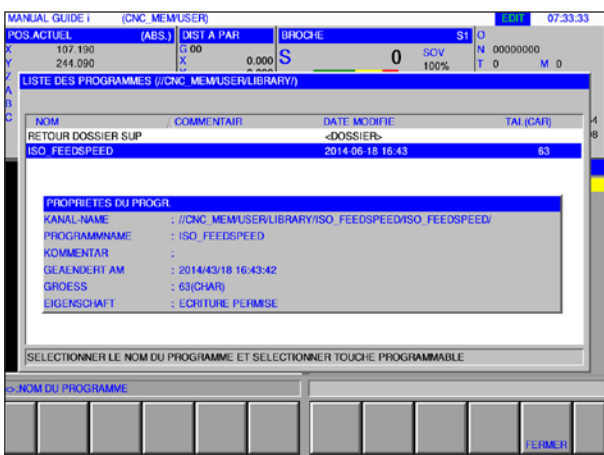 MANUAL GUIDE i (CNC_MEM/USER) EDIT 07:33:33
POS.ACTUEL (ABS.) DIST A PAR BROCHE S1 O
X 107.190 G 00 S 0 SOV N 00000000
Y 244.090 X 0.000 100% T 0 M 0
Z
LISTE DES PROGRAMMES (//CNC_MEM/USER/LIBRARY/)
A
B
C
NOM / COMMENTAIR DATE MODIFIE TAI.(CAR)
RETOUR DOSSIER SUP <DOSSIER>
ISO_FEEDSPEED 2014-06-18 16:43 63
PROPRIETES DU PROGR.
KANAL-NAME : //CNC_MEM/USER/LIBRARY/ISO_FEEDSPEED/ISO_FEEDSPEED/
PROGRAMMNAME : ISO_FEEDSPEED
KOMMENTAR :
GEAENDERT AM : 2014/43/18 16:43:42
GROESS : 63(CHAR)
EIGENSCHAFT : ECRITURE PERMISE
SELECTIONNER LE NOM DU PROGRAMME ET SELECTIONNER TOUCHE PROGRAMMABLE
<>:NOM DU PROGRAMME
FERMER